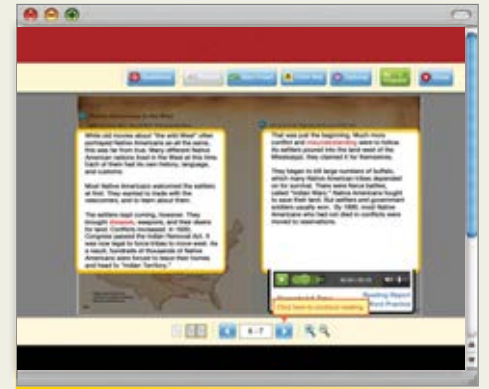 Native Americans in the West
While old movies about "the wild West" often
portrayed Native Americans as all the same,
this was far from true. Many different Native
American nations lived in the West at this time.
Each of them had its own history, language,
and customs.
Most Native Americans welcomed the settlers
at first. They wanted to trade with the
newcomers, and to learn about them.
The settlers kept coming, however. They
brought disease, weapons, and their desire
for land. Conflicts increased. In 1830,
Congress passed the Indian Removal Act. It
was now legal to force tribes to move west. As
a result, hundreds of thousands of Native
Americans were forced to leave their homes
and head to "Indian Territory."
That was just the beginning. Much more
conflict and misunderstanding were to follow.
As settlers poured into the land west of the
Mississippi, they claimed it for themselves.
They began to kill large numbers of buffalo,
which many Native American tribes depended
on for survival. There were fierce battles,
called "Indian Wars." Native Americans fought
to save their land. But settlers and government
soldiers usually won. By 1890, most Native
Americans who had not died in conflicts were
moved to reservations.
Reading Report
Word Practice
Click here to continue reading.
6 - 7